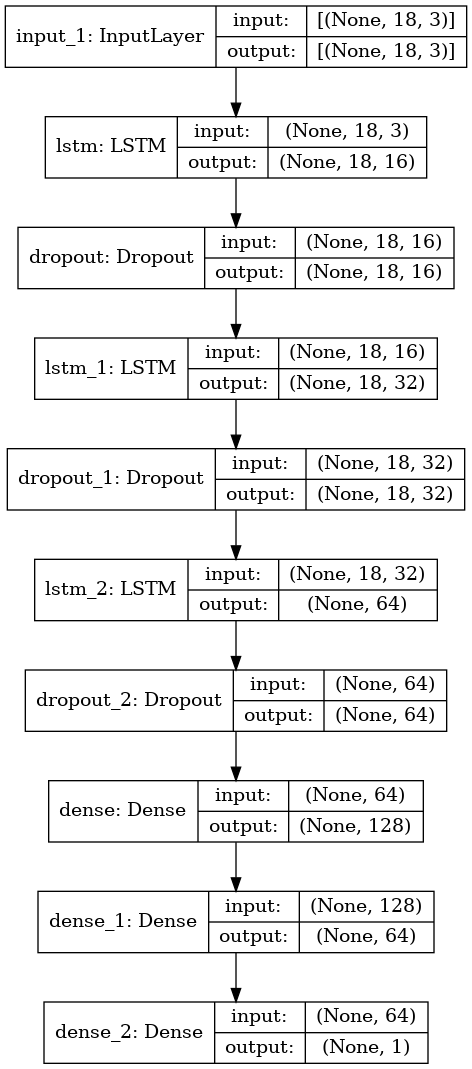 input_1: InputLayer
input: [(None, 18, 3)]
output: [(None, 18, 3)]
lstm: LSTM
input: (None, 18, 3)
output: (None, 18, 16)
dropout: Dropout
input: (None, 18, 16)
output: (None, 18, 16)
lstm_1: LSTM
input: (None, 18, 16)
output: (None, 18, 32)
dropout_1: Dropout
input: (None, 18, 32)
output: (None, 18, 32)
lstm_2: LSTM
input: (None, 18, 32)
output: (None, 64)
dropout_2: Dropout
input: (None, 64)
output: (None, 64)
dense: Dense
input: (None, 64)
output: (None, 128)
dense_1: Dense
input: (None, 128)
output: (None, 64)
dense_2: Dense
input: (None, 64)
output: (None, 1)